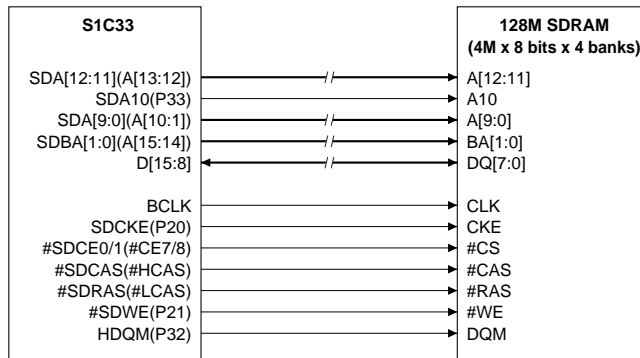 S1C33 128M SDRAM
(4M x 8 bits x 4 banks)
SDA[12:11](A[13:12]) A[12:11]
SDA10(P33) A10
SDA[9:0](A[10:1]) A[9:0]
SDBA[1:0](A[15:14]) BA[1:0]
D[15:8] DQ[7:0]
BCLK CLK
SDCKE(P20) CKE
#SDCE0/1(#CE7/8) #CS
#SDCAS(#HCAS) #CAS
#SDRAS(#LCAS) #RAS
#SDWE(P21) #WE
HDQM(P32) DQM